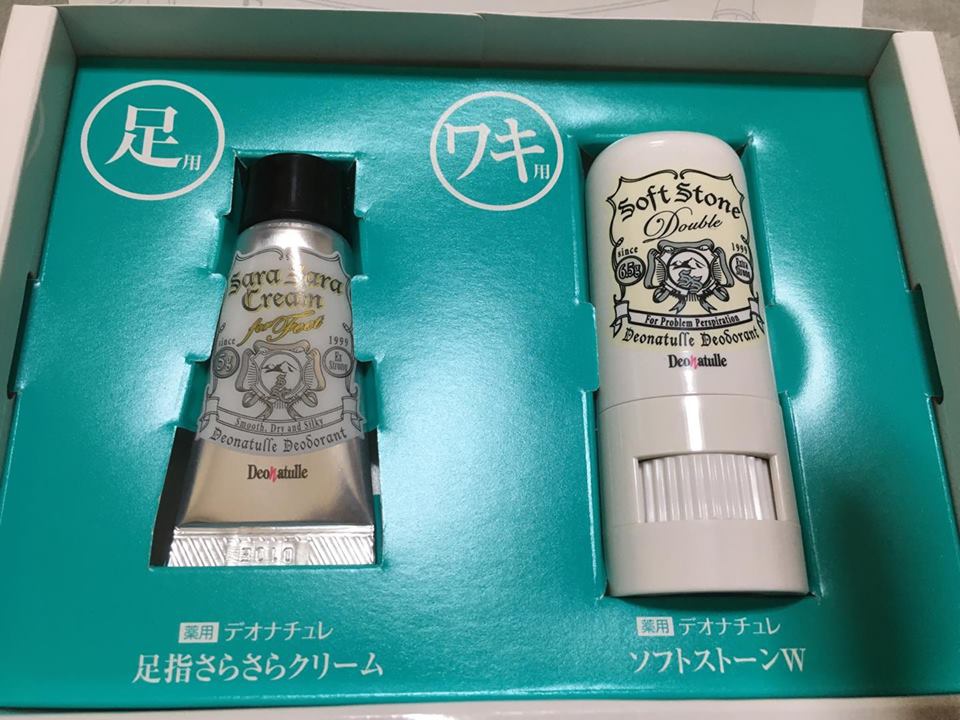 足用
ワキ用
Sara Sara
Cream
for Foot
since 1999
Ex Strong
Smooth, Dry and Silky
Deonatulle Deodorant
Deonatulle
Soft Stone
Double
since 1999
6.5g
For Problem Perspiration
Deonatulle Deodorant
Deonatulle
薬用 デオナチュレ
足指さらさらクリーム
薬用 デオナチュレ
ソフトストーンW